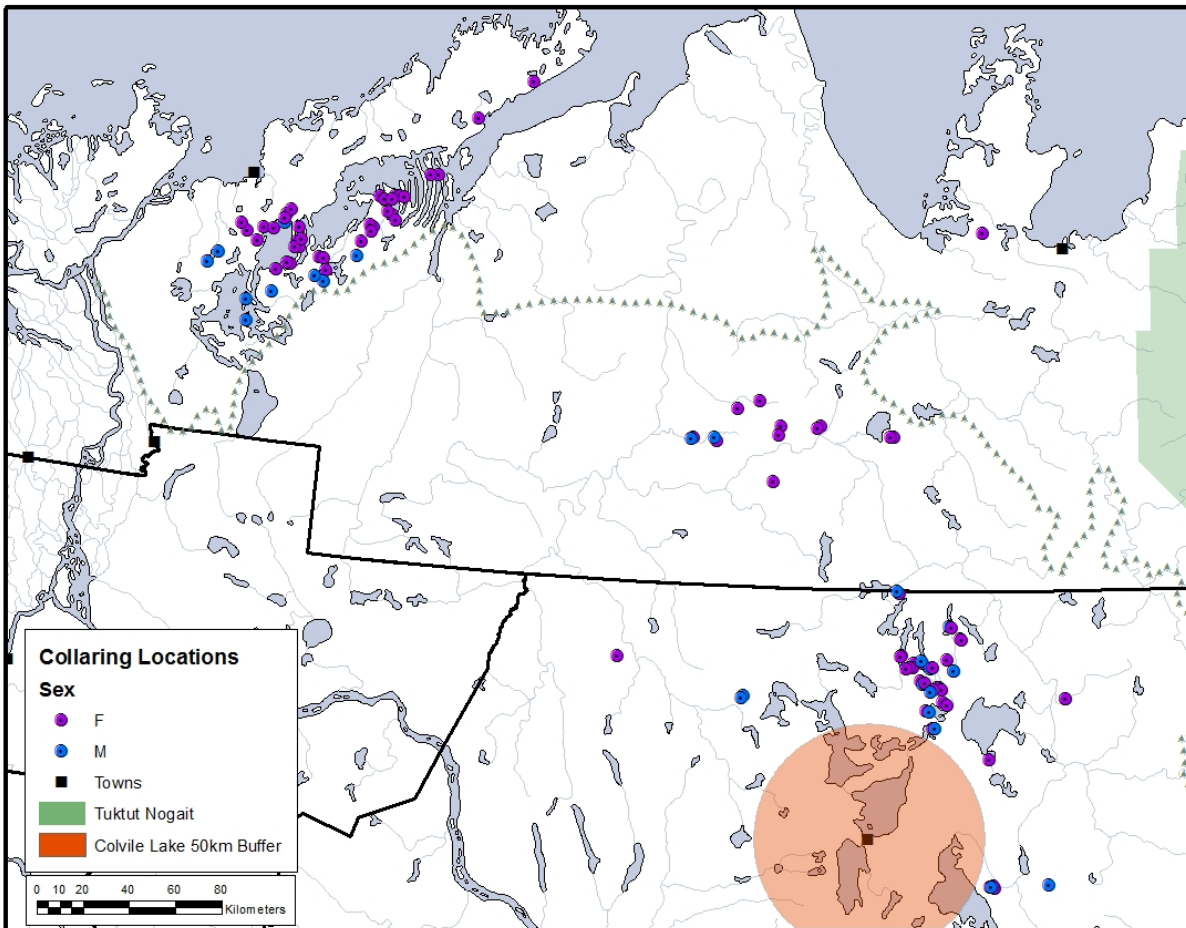 Collaring Locations
Sex
F
M
Towns
Tuktut Nogait
Colvile Lake 50km Buffer
0 10 20 40 60 80
Kilometers